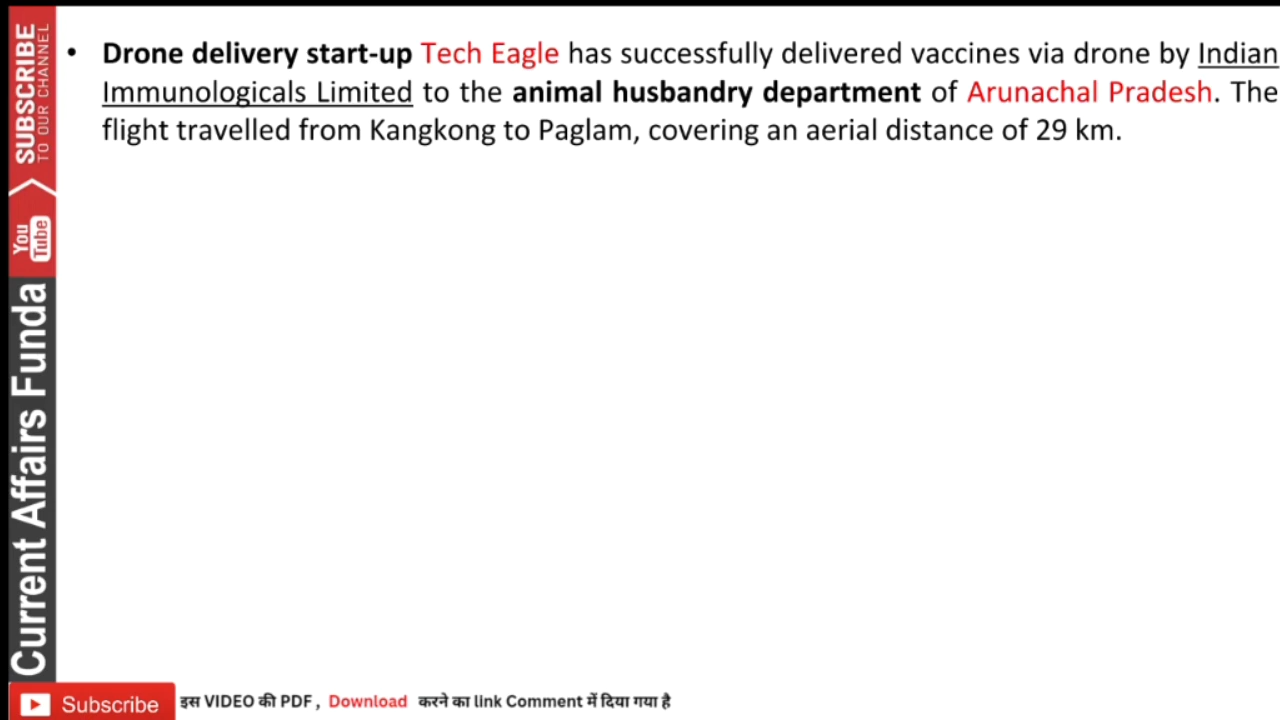 • Drone delivery start-up Tech Eagle has successfully delivered vaccines via drone by Indian
Immunologicals Limited to the animal husbandry department of Arunachal Pradesh. The
flight travelled from Kangkong to Paglam, covering an aerial distance of 29 km.
SUBSCRIBE
TO OUR CHANNEL
You
Tube
Current Affairs Funda
Subscribe
इस VIDEO की PDF , Download करने का link Comment में दिया गया है